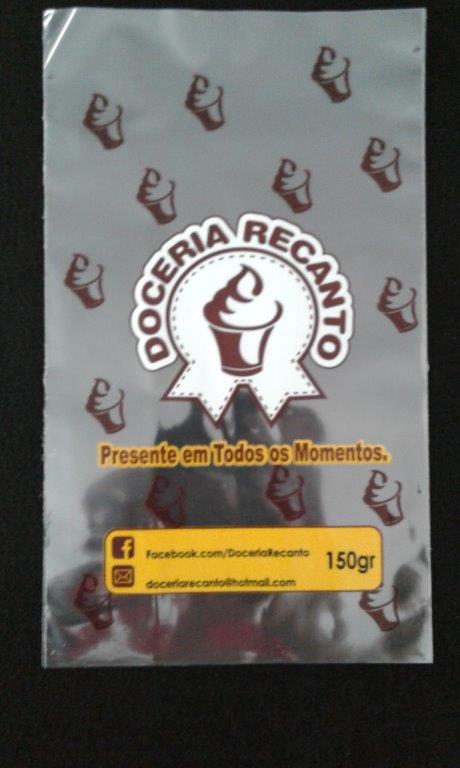 DOCERIA RECANTO
Presente em Todos os Momentos.
Facebook.com/DoceriaRecanto
150gr
doceriarecanto@hotmail.com